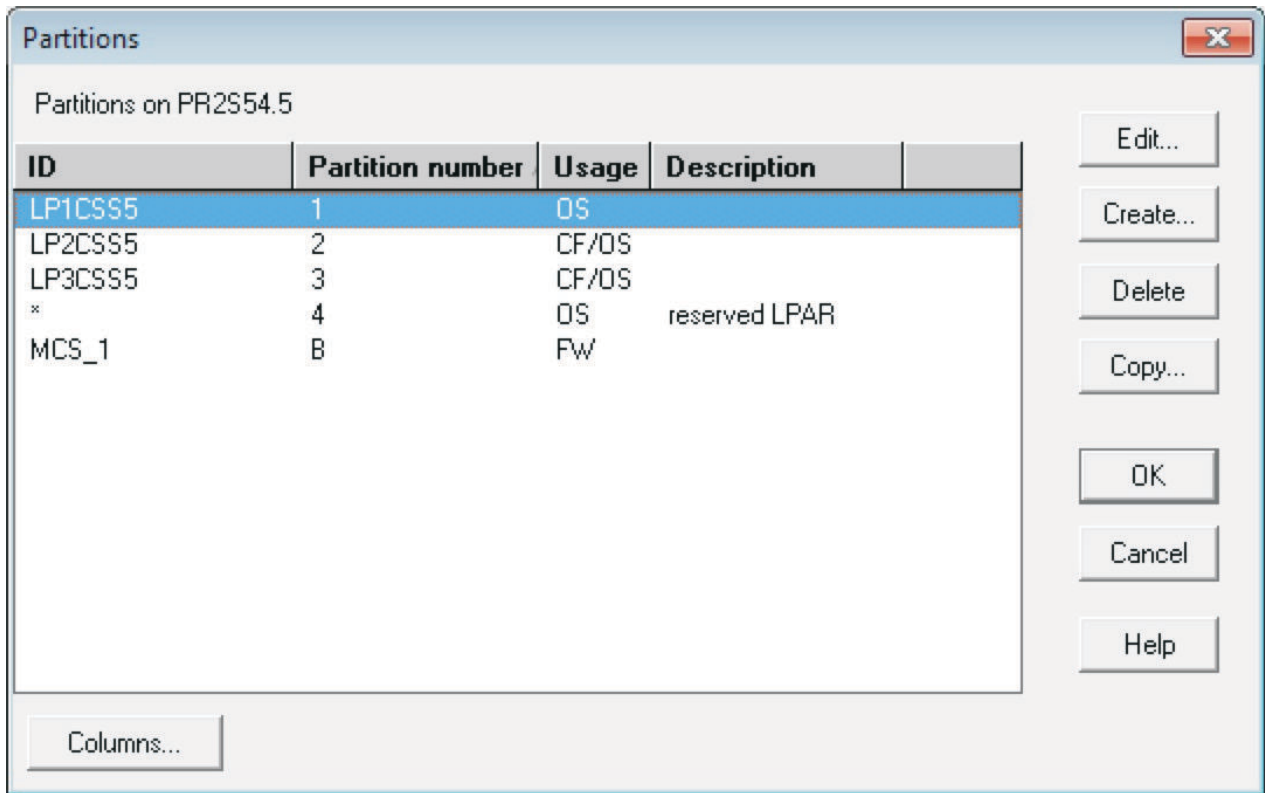 Partitions
Partitions on PR2S54.5
ID Partition number Usage Description
LP1CSS5 1 OS
LP2CSS5 2 CF/OS
LP3CSS5 3 CF/OS
* 4 OS reserved LPAR
MCS_1 B FW
Edit...
Create...
Delete
Copy...
OK
Cancel
Help
Columns...